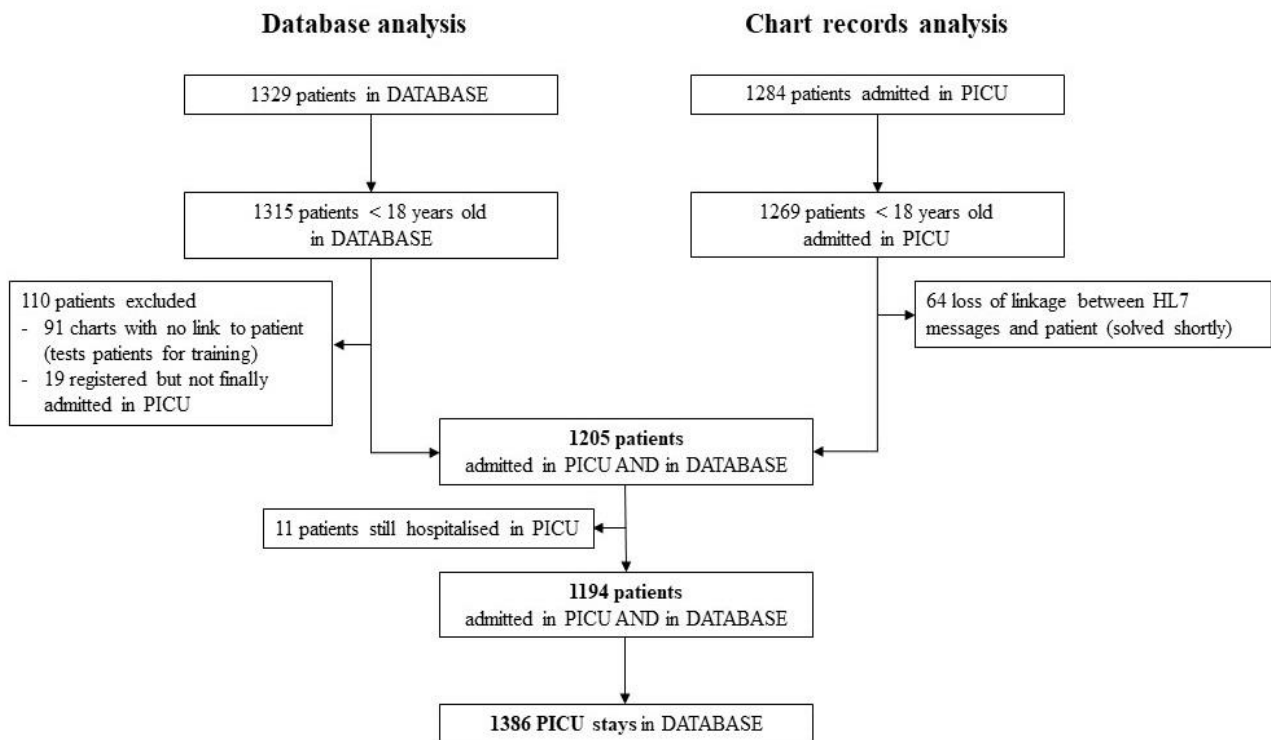 Database analysis
Chart records analysis
1329 patients in DATABASE
1284 patients admitted in PICU
1315 patients < 18 years old
in DATABASE
1269 patients < 18 years old
admitted in PICU
110 patients excluded
- 91 charts with no link to patient
(tests patients for training)
- 19 registered but not finally
admitted in PICU
64 loss of linkage between HL7
messages and patient (solved shortly)
1205 patients
admitted in PICU AND in DATABASE
11 patients still hospitalised in PICU
1194 patients
admitted in PICU AND in DATABASE
1386 PICU stays in DATABASE